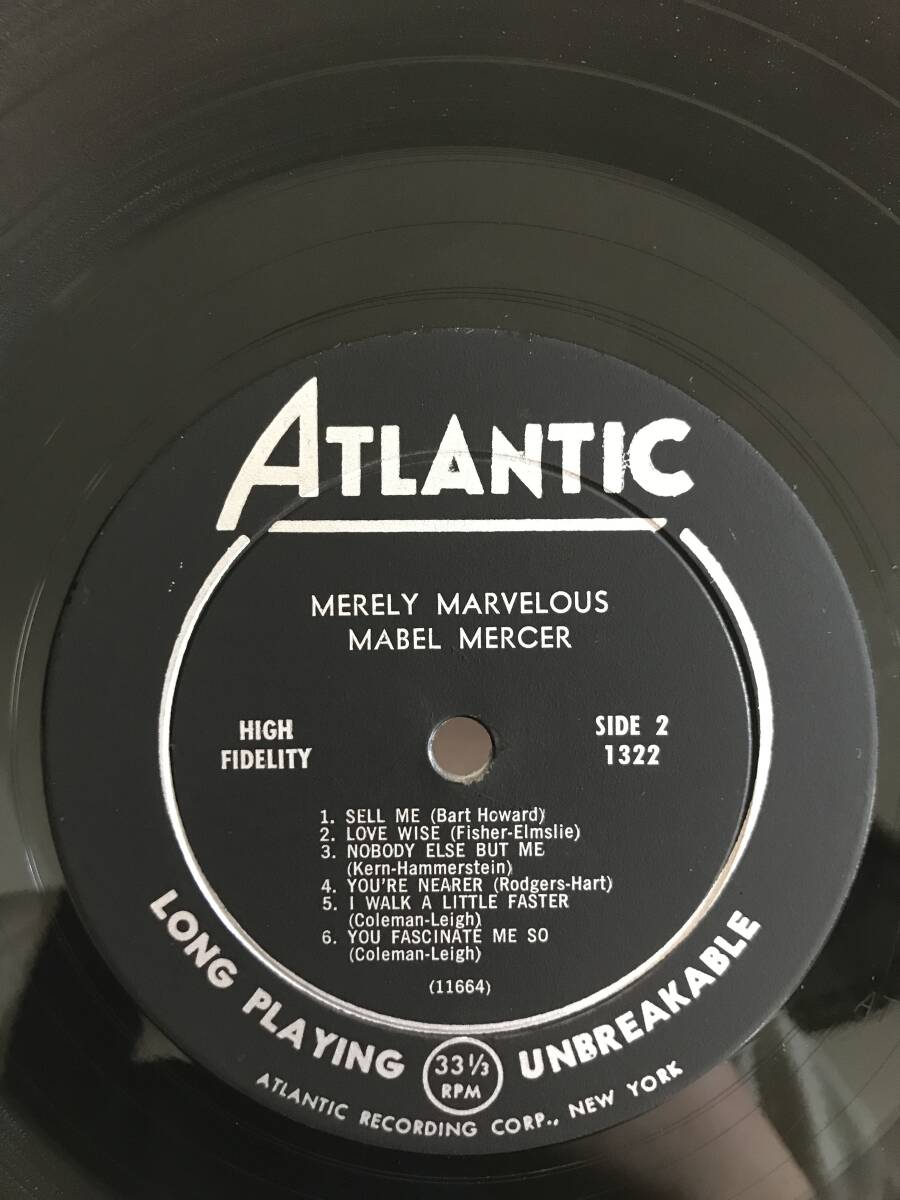 ATLANTIC
MERELY MARVELOUS
MABEL MERCER
HIGH
FIDELITY
SIDE 2
1322
1. SELL ME (Bart Howard)
2. LOVE WISE (Fisher-Elmslie)
3. NOBODY ELSE BUT ME
(Kern-Hammerstein)
4. YOU'RE NEARER (Rodgers-Hart)
5. I WALK A LITTLE FASTER
(Coleman-Leigh)
6. YOU FASCINATE ME SO
(Coleman-Leigh)
(11664)
LONG PLAYING 33 1/3 RPM UNBREAKABLE
ATLANTIC RECORDING CORP., NEW YORK